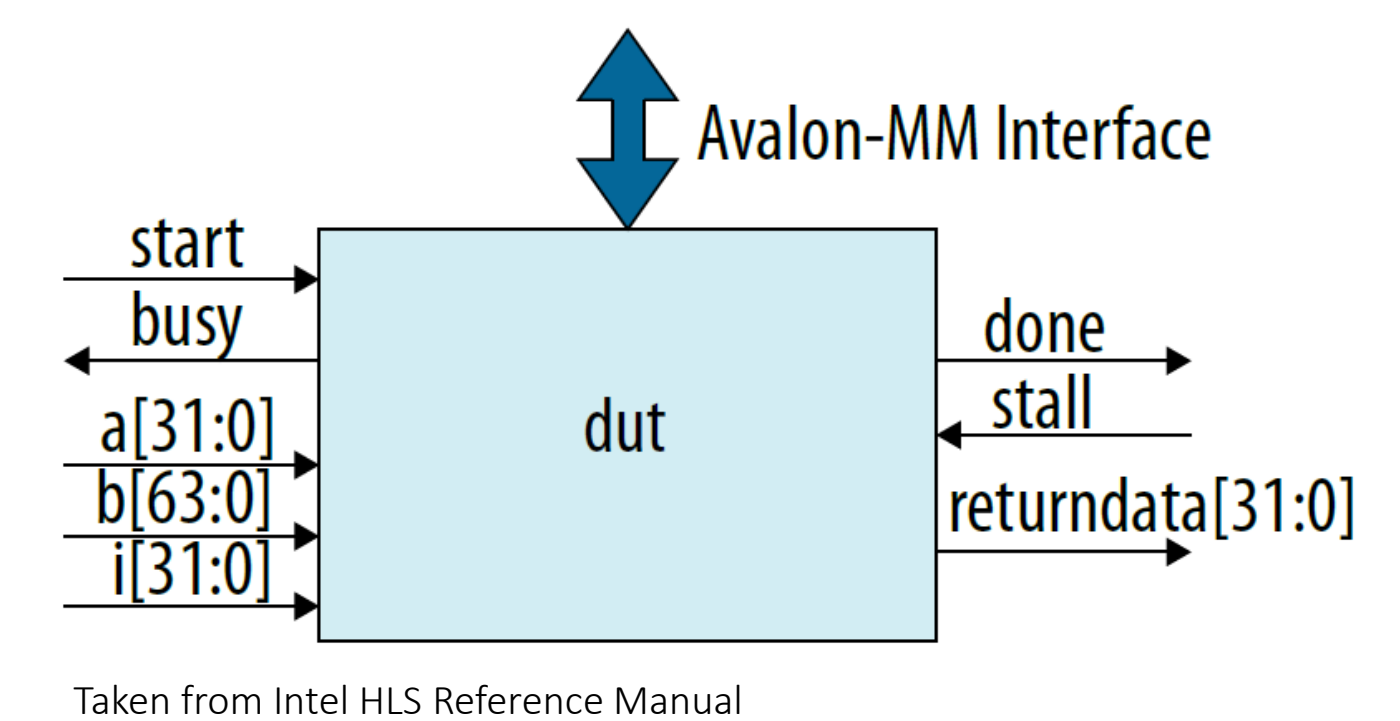 Avalon-MM Interface
start
busy
a[31:0]
b[63:0]
i[31:0]
dut
done
stall
returndata[31:0]
Taken from Intel HLS Reference Manual